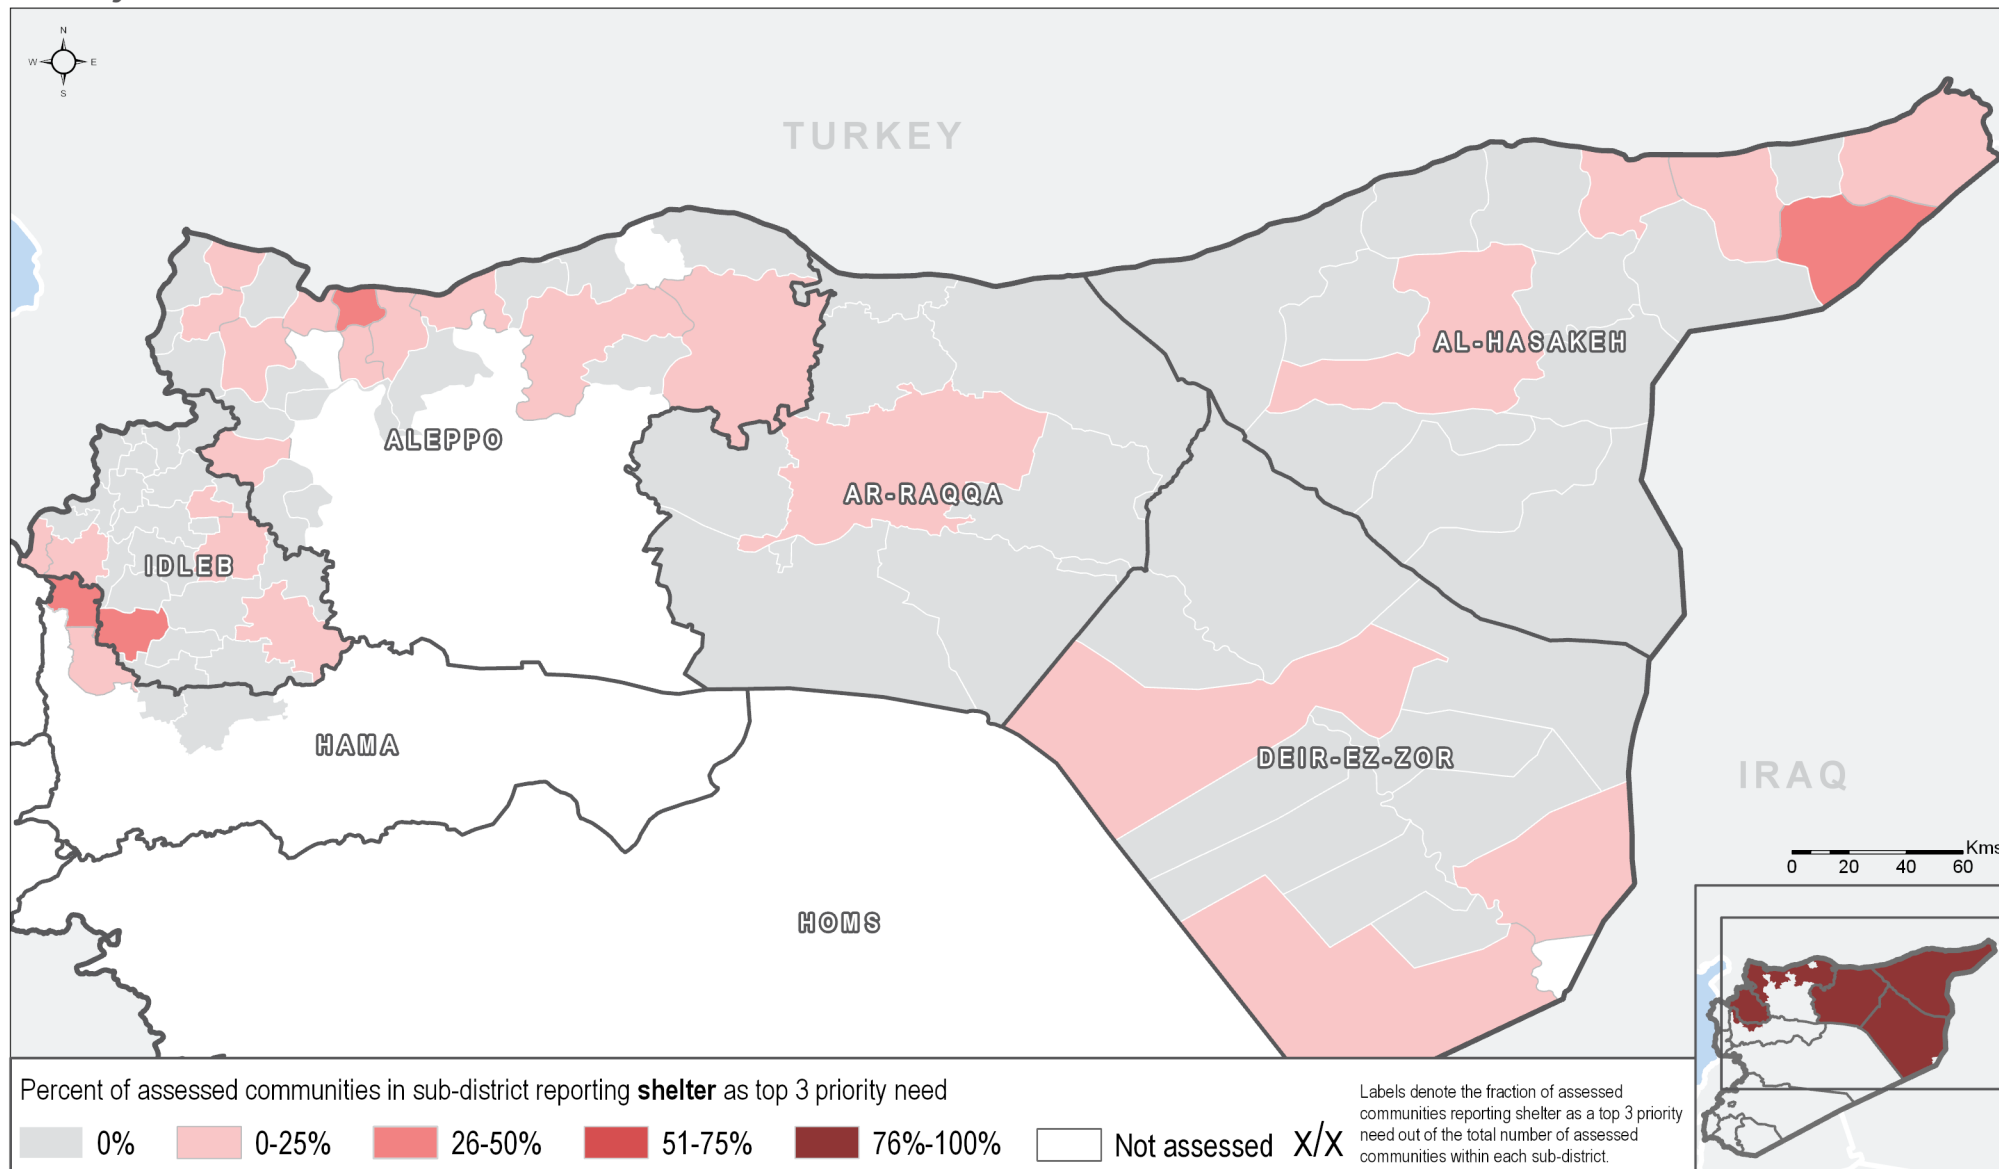 N
W E
S
TURKEY
AL-HASAKEH
ALEPPO
AR-RAQQA
IDLEB
HAMA
DEIR-EZ-ZOR
IRAQ
HOMS
Kms
0 20 40 60
Percent of assessed communities in sub-district reporting shelter as top 3 priority need
0% 0-25% 26-50% 51-75% 76%-100% Not assessed X/X
Labels denote the fraction of assessed
communities reporting shelter as a top 3 priority
need out of the total number of assessed
communities within each sub-district.